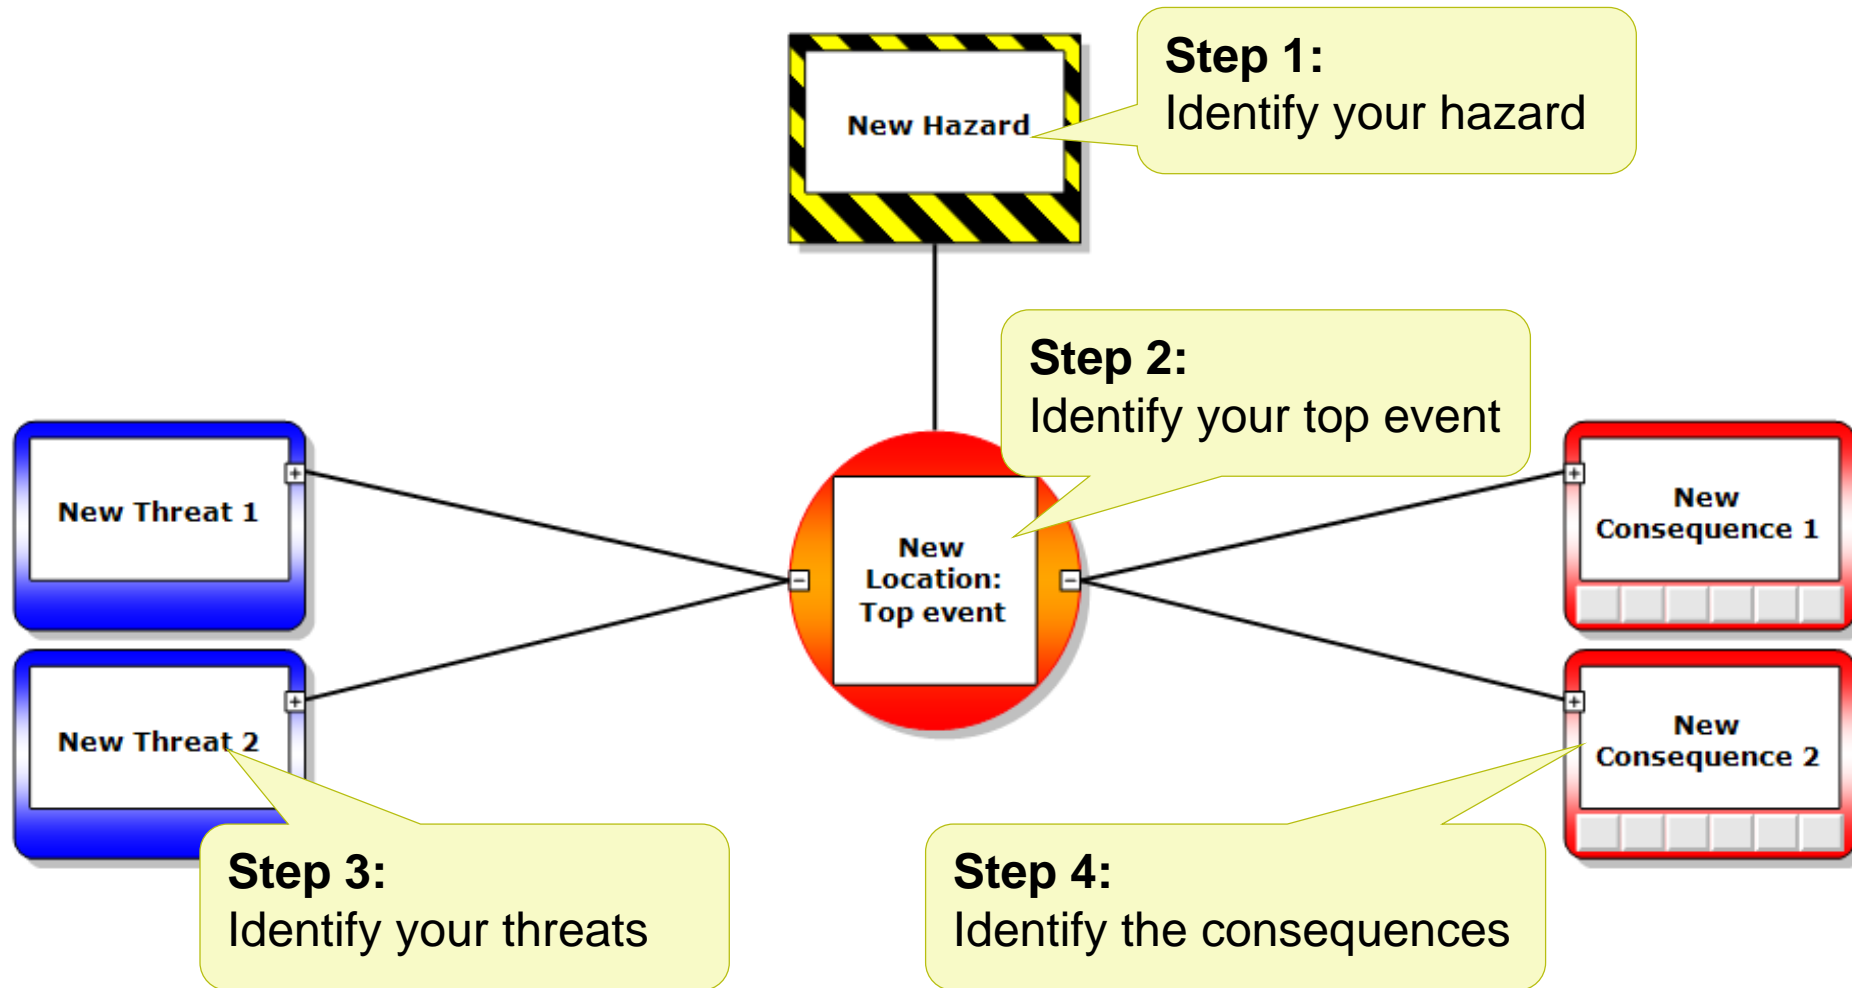 New Hazard
Step 1:
Identify your hazard
Step 2:
Identify your top event
New Threat 1
New
Location:
Top event
New
Consequence 1
New Threat 2
New
Consequence 2
Step 3:
Identify your threats
Step 4:
Identify the consequences